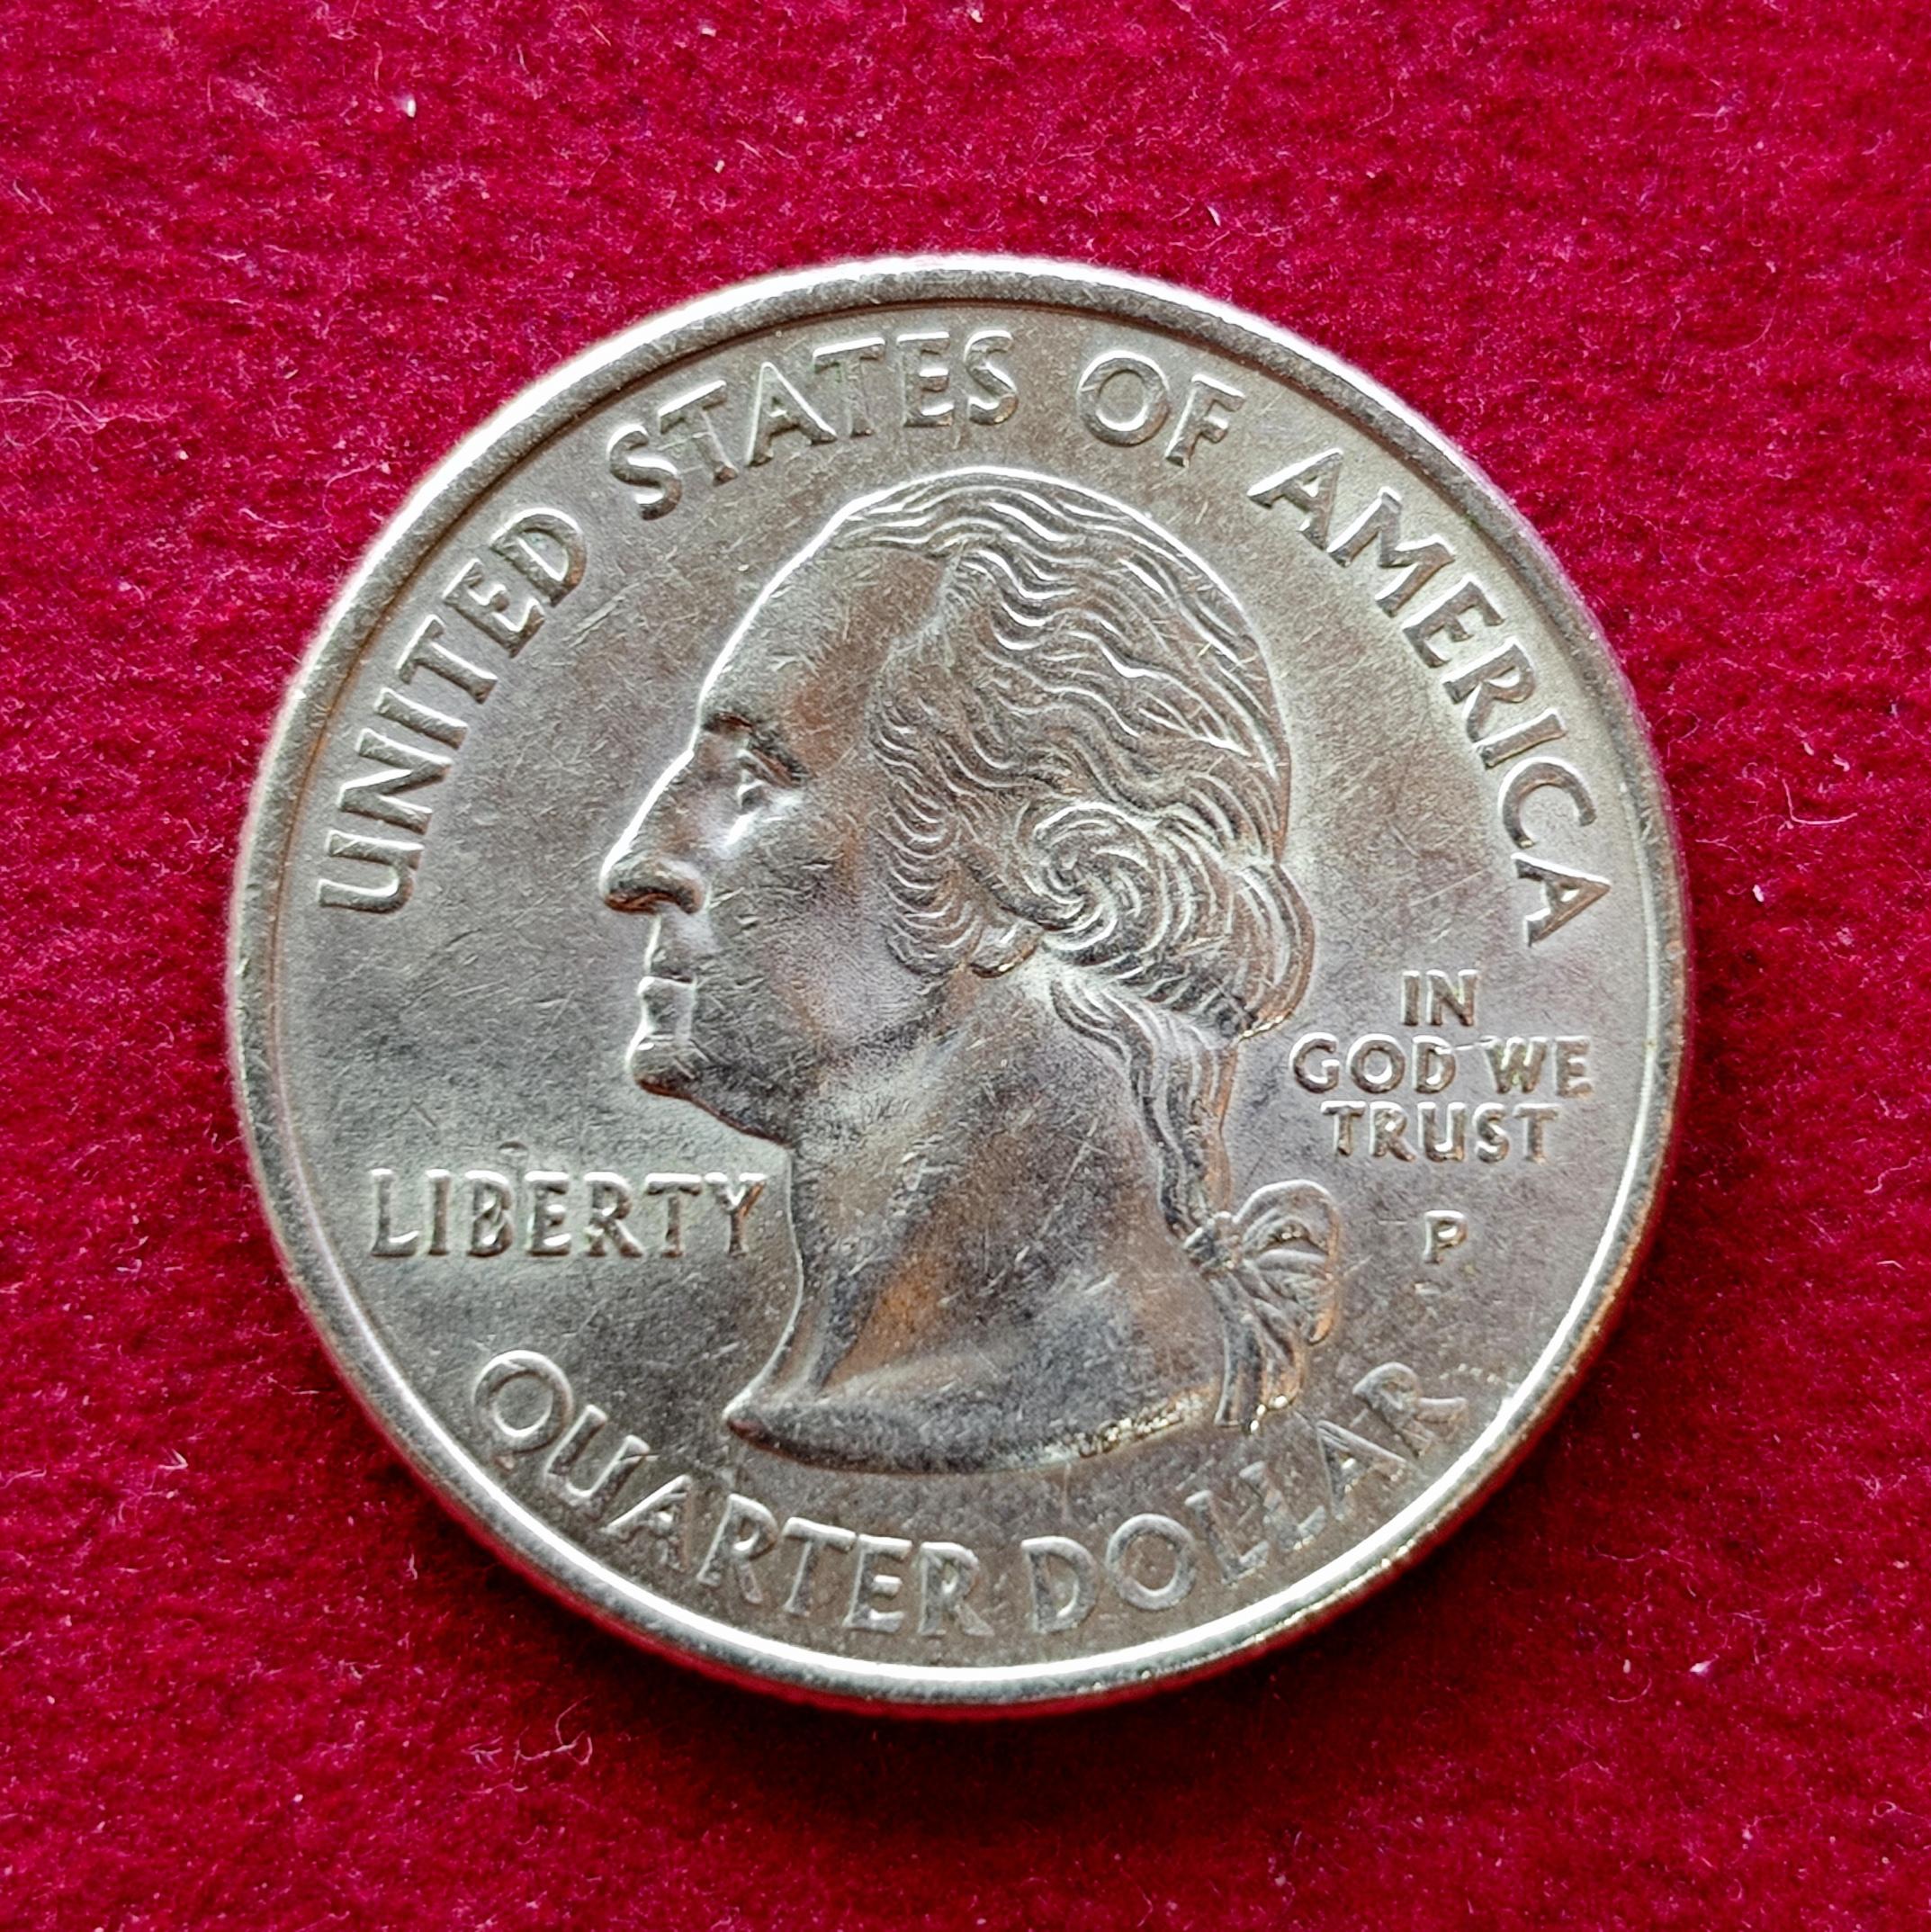 UNITED STATES OF AMERICA
LIBERTY
IN
GOD WE
TRUST
P
QUARTER DOLLAR